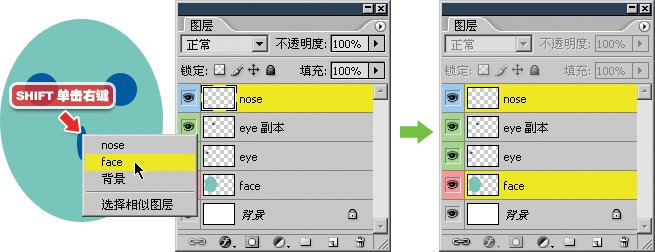 SHIFT 单击右键
nose
face
背景
选择相似图层
图层
正常 不透明度: 100%
锁定: 填充: 100%
nose
eye 副本
eye
face
背景
图层
正常 不透明度: 100%
锁定: 填充: 100%
nose
eye 副本
eye
face
背景